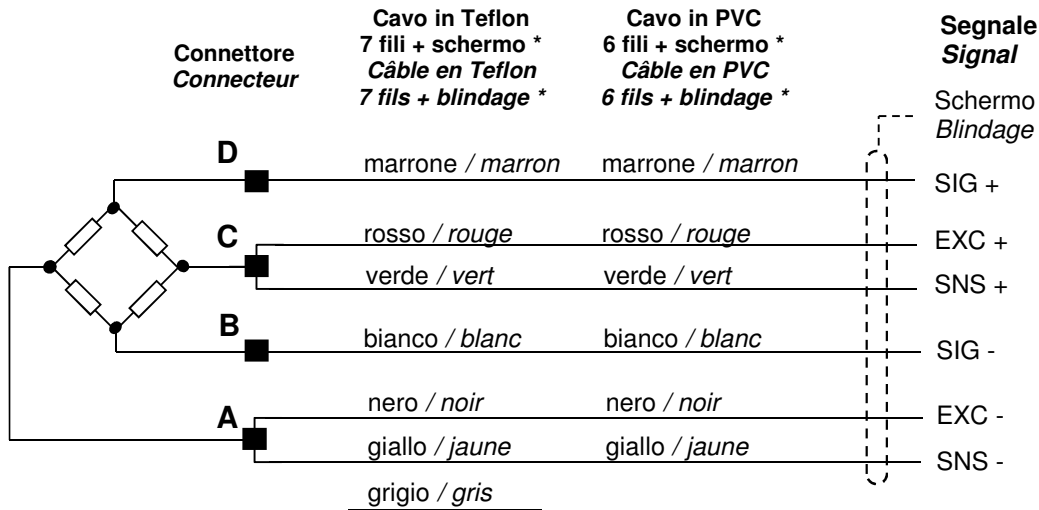 Connettore
Connecteur
Cavo in Teflon
7 fili + schermo *
Câble en Teflon
7 fils + blindage *
Cavo in PVC
6 fili + schermo *
Câble en PVC
6 fils + blindage *
Segnale
Signal
Schermo
Blindage
D marrone / marron marrone / marron SIG +
C rosso / rouge rosso / rouge EXC +
verde / vert verde / vert SNS +
B bianco / blanc bianco / blanc SIG -
A nero / noir nero / noir EXC -
giallo / jaune giallo / jaune SNS -
grigio / gris